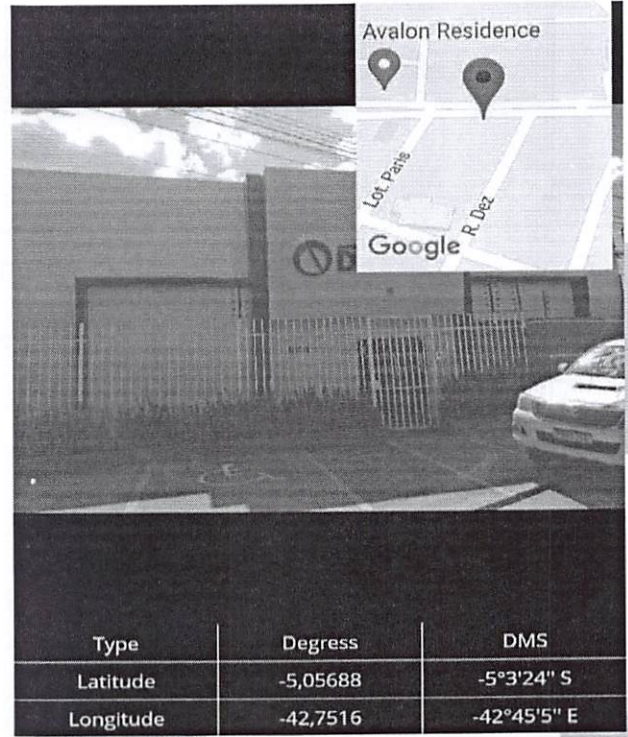 Avalon Residence
Lot. Paris
R. Dez
Google
Type Degress DMS
Latitude -5,05688 -5°3'24" S
Longitude -42,7516 -42°45'5" E